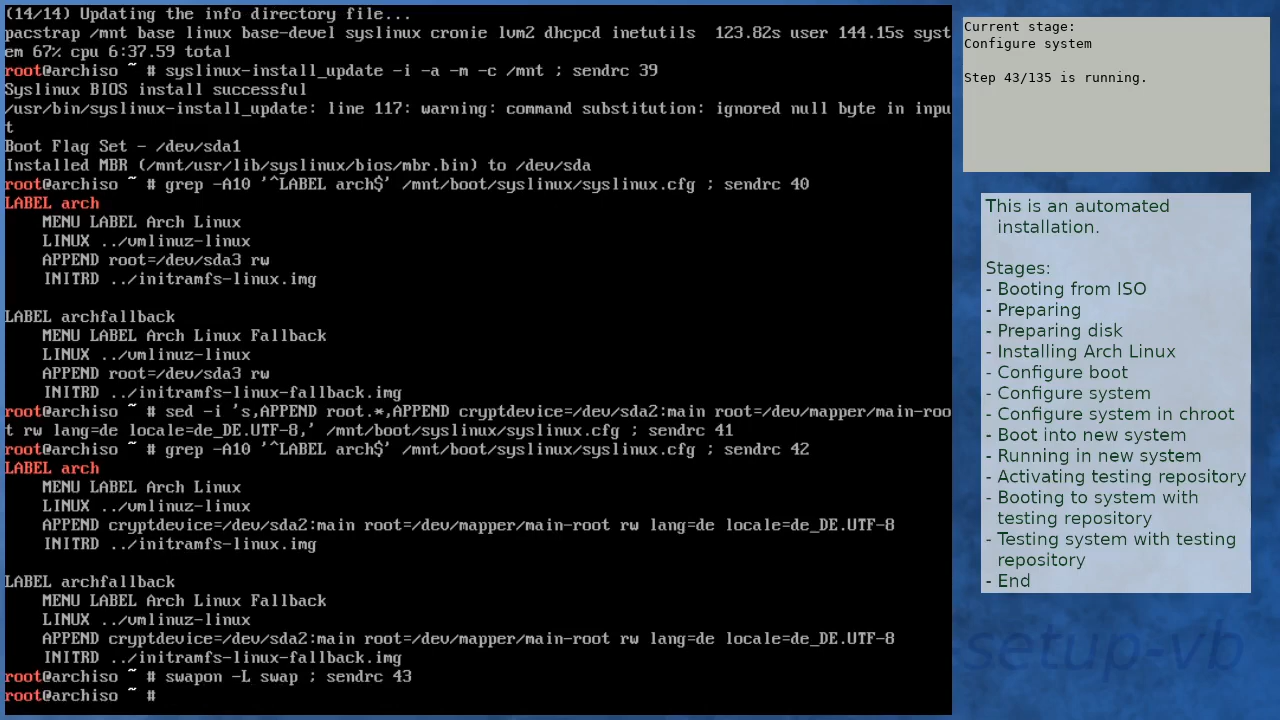 (14/14) Updating the info directory file...
pacstrap /mnt base linux base-devel syslinux cronie lvm2 dhcpcd inetutils  123.82s user 144.15s syst
em 67% cpu 6:37.59 total
root@archiso ~ # syslinux-install_update -i -a -m -c /mnt ; sendrc 39
Syslinux BIOS install successful
/usr/bin/syslinux-install_update: line 117: warning: command substitution: ignored null byte in inpu
t
Boot Flag Set - /dev/sda1
Installed MBR (/mnt/usr/lib/syslinux/bios/mbr.bin) to /dev/sda
root@archiso ~ # grep -A10 '^LABEL arch$' /mnt/boot/syslinux/syslinux.cfg ; sendrc 40
LABEL arch
    MENU LABEL Arch Linux
    LINUX ../vmlinuz-linux
    APPEND root=/dev/sda3 rw
    INITRD ../initramfs-linux.img

LABEL archfallback
    MENU LABEL Arch Linux Fallback
    LINUX ../vmlinuz-linux
    APPEND root=/dev/sda3 rw
    INITRD ../initramfs-linux-fallback.img
root@archiso ~ # sed -i 's,APPEND root.*,APPEND cryptdevice=/dev/sda2:main root=/dev/mapper/main-roo
t rw lang=de locale=de_DE.UTF-8,' /mnt/boot/syslinux/syslinux.cfg ; sendrc 41
root@archiso ~ # grep -A10 '^LABEL arch$' /mnt/boot/syslinux/syslinux.cfg ; sendrc 42
LABEL arch
    MENU LABEL Arch Linux
    LINUX ../vmlinuz-linux
    APPEND cryptdevice=/dev/sda2:main root=/dev/mapper/main-root rw lang=de locale=de_DE.UTF-8
    INITRD ../initramfs-linux.img

LABEL archfallback
    MENU LABEL Arch Linux Fallback
    LINUX ../vmlinuz-linux
    APPEND cryptdevice=/dev/sda2:main root=/dev/mapper/main-root rw lang=de locale=de_DE.UTF-8
    INITRD ../initramfs-linux-fallback.img
root@archiso ~ # swapon -L swap ; sendrc 43
root@archiso ~ #
Current stage:
Configure system

Step 43/135 is running.
This is an automated
installation.

Stages:
- Booting from ISO
- Preparing
- Preparing disk
- Installing Arch Linux
- Configure boot
- Configure system
- Configure system in chroot
- Boot into new system
- Running in new system
- Activating testing repository
- Booting to system with
testing repository
- Testing system with testing
repository
- End
setup-vb